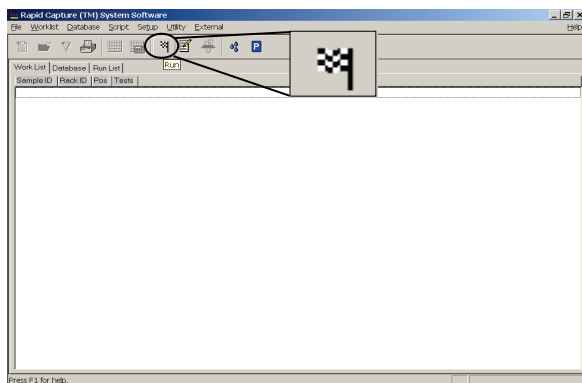 Rapid Capture (TM) System Software
File Worklist Database Script Setup Utility External Help
P
Run
Work List Database Run List
Sample ID Rack ID Pos Tests
Press F1 for help.